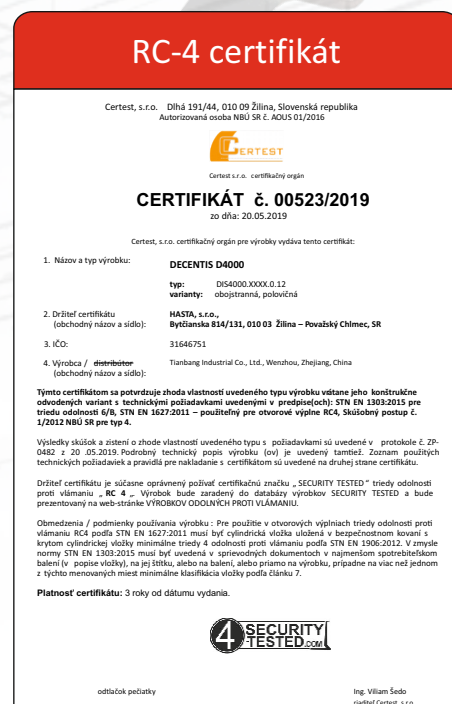 RC-4 certifikát
Certest, s.r.o. Dlhá 191/44, 010 09 Žilina, Slovenská republika
Autorizovaná osoba NBÚ SR č. AOUS 01/2016
CERTEST
Certest s.r.o. certifikačný orgán
CERTIFIKÁT č. 00523/2019
zo dňa: 20.05.2019
Certest, s.r.o. certifikačný orgán pre výrobky vydáva tento certifikát:
1. Názov a typ výrobku: DECENTIS D4000
typ: DIS4000.XXXX.0.12
varianty: obojstranná, polovičná
2. Držiteľ certifikátu HASTA, s.r.o.,
(obchodný názov a sídlo): Bytčianska 814/131, 010 03 Žilina – Považský Chlmec, SR
3. IČO: 31646751
4. Výrobca / distribútor Tianbang Industrial Co., Ltd., Wenzhou, Zhejiang, China
(obchodný názov a sídlo):
Týmto certifikátom sa potvrdzuje zhoda vlastností uvedeného typu výrobku vrátane jeho konštrukčne
odvodených variant s technickými požiadavkami uvedenými v predpise(och): STN EN 1303:2015 pre
triedu odolnosti 6/B, STN EN 1627:2011 – použiteľný pre otvorové výplne RC4, Skúšobný postup č.
1/2012 NBÚ SR pre typ 4.
Výsledky skúšok a zistení o zhode vlastností uvedeného typu s požiadavkami sú uvedené v protokole č. ZP-
0482 z 20 .05.2019. Podrobný technický popis výrobku (ov) je uvedený tamtiež. Zoznam použitých
technických požiadaviek a pravidlá pre nakladanie s certifikátom sú uvedené na druhej strane certifikátu.
Držiteľ certifikátu je súčasne oprávnený požívať certifikačnú značku „ SECURITY TESTED " triedy odolnosti
proti vlámaniu „ RC 4 „. Výrobok bude zaradený do databázy výrobkov SECURITY TESTED a bude
prezentovaný na web-stránke VÝROBKOV ODOLNÝCH PROTI VLÁMANIU.
Obmedzenia / podmienky používania výrobku : Pre použitie v otvorových výplniach triedy odolnosti proti
vlámaniu RC4 podľa STN EN 1627:2011 musí byť cylindrická vložka uložená v bezpečnostnom kovaní s
krytom cylindrickej vložky minimálne triedy 4 odolnosti proti vlámaniu podľa STN EN 1906:2012. V zmysle
normy STN EN 1303:2015 musí byť uvedená v sprievodných dokumentoch v najmenšom spotrebiteľskom
balení (v popise vložky), na jej štítku, alebo na balení, alebo priamo na výrobku, prípadne na viac než jednom
z týchto menovaných miest minimálne klasifikácia vložky podľa článku 7.
Platnosť certifikátu: 3 roky od dátumu vydania.
4 SECURITY
TESTED.COM
odtlačok pečiatky Ing. Viliam Šedo
riaditeľ Certest, s.r.o.